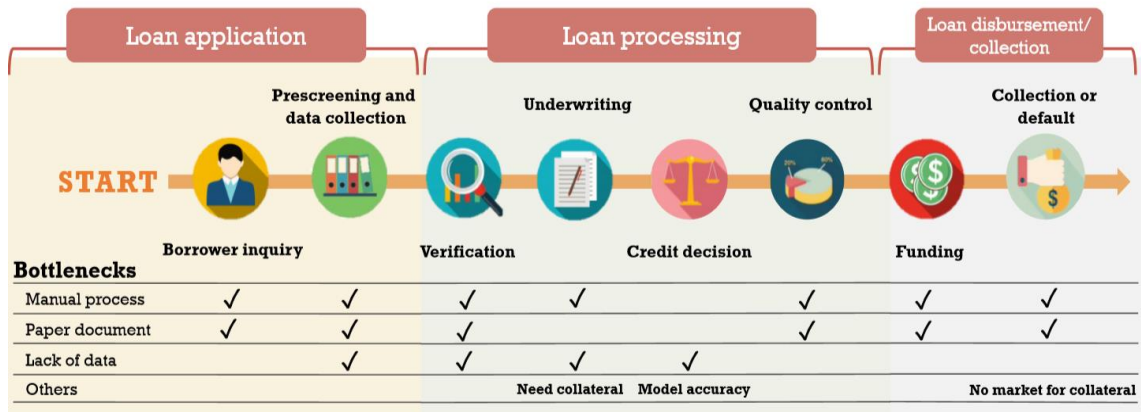 Loan application
Loan processing
Loan disbursement/
collection
Prescreening and
data collection
Underwriting
Quality control
Collection or
default
START
20%
80%
Borrower inquiry
Verification
Credit decision
Funding
Bottlenecks
Manual process ✓ ✓ ✓ ✓ ✓ ✓ ✓
Paper document ✓ ✓ ✓ ✓ ✓ ✓
Lack of data ✓ ✓ ✓ ✓
Others Need collateral Model accuracy No market for collateral